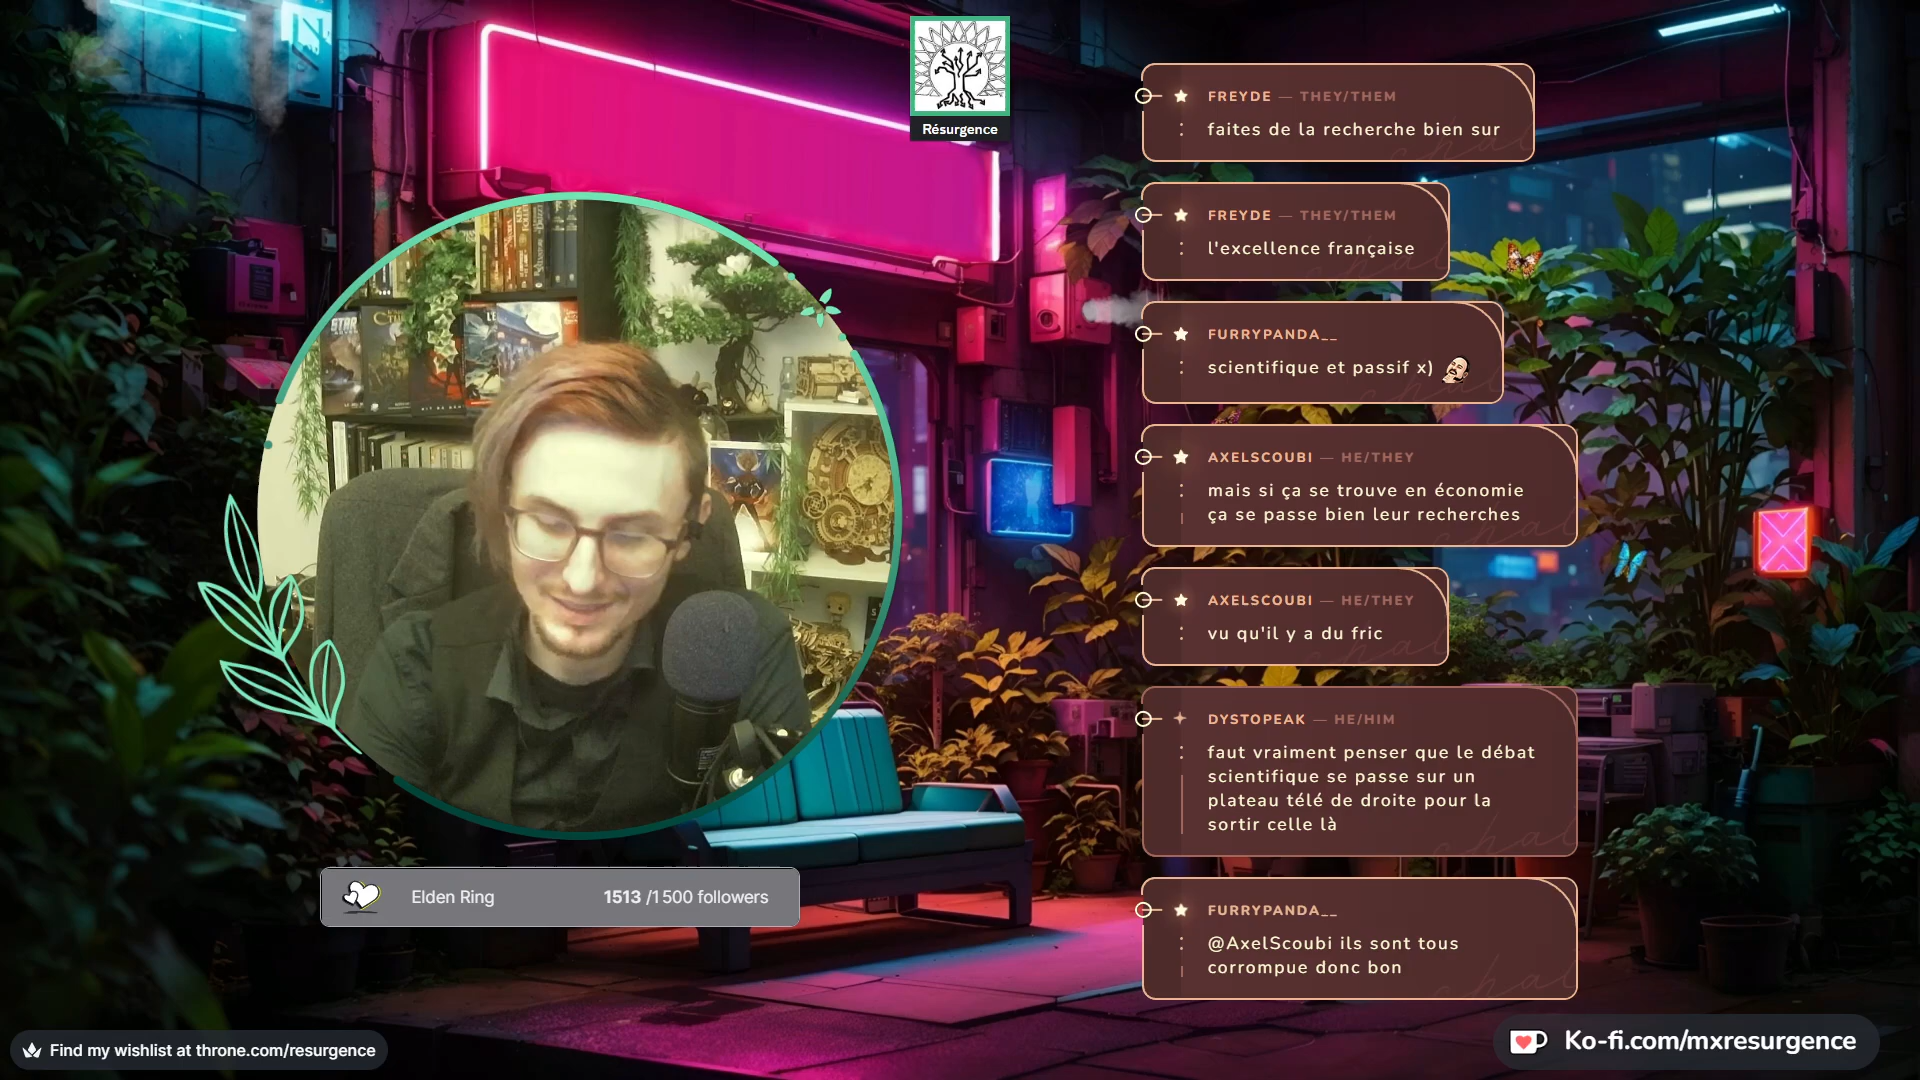 Résurgence
FREYDE — THEY/THEM
faites de la recherche bien sur
FREYDE — THEY/THEM
l'excellence française
FURRYPANDA__
scientifique et passif x)
AXELSCOUBI — HE/THEY
mais si ça se trouve en économie
ça se passe bien leur recherches
AXELSCOUBI — HE/THEY
vu qu'il y a du fric
DYSTOPEAK — HE/HIM
faut vraiment penser que le débat
scientifique se passe sur un
plateau télé de droite pour la
sortir celle là
FURRYPANDA__
@AxelScoubi ils sont tous
corrompue donc bon
Elden Ring
1513 /1500 followers
Find my wishlist at throne.com/resurgence
Ko-fi.com/mxresurgence